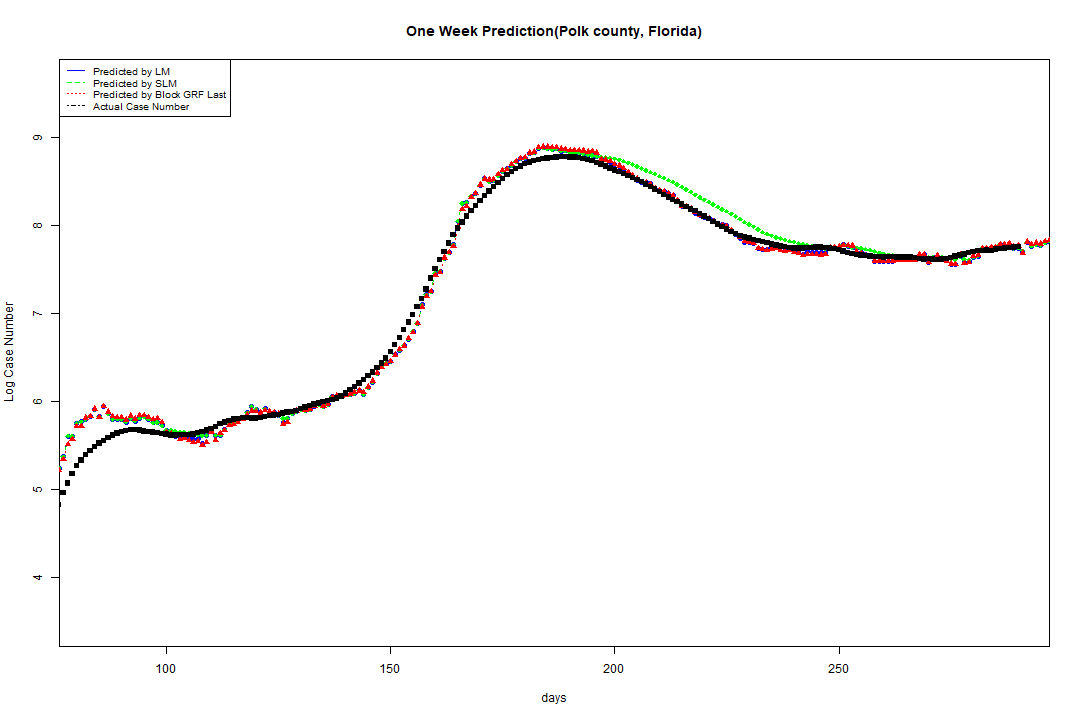 One Week Prediction(Polk county, Florida)
Predicted by LM
Predicted by SLM
Predicted by Block GRF Last
Actual Case Number
9
8
7
6
5
4
Log Case Number
100
150
200
250
days